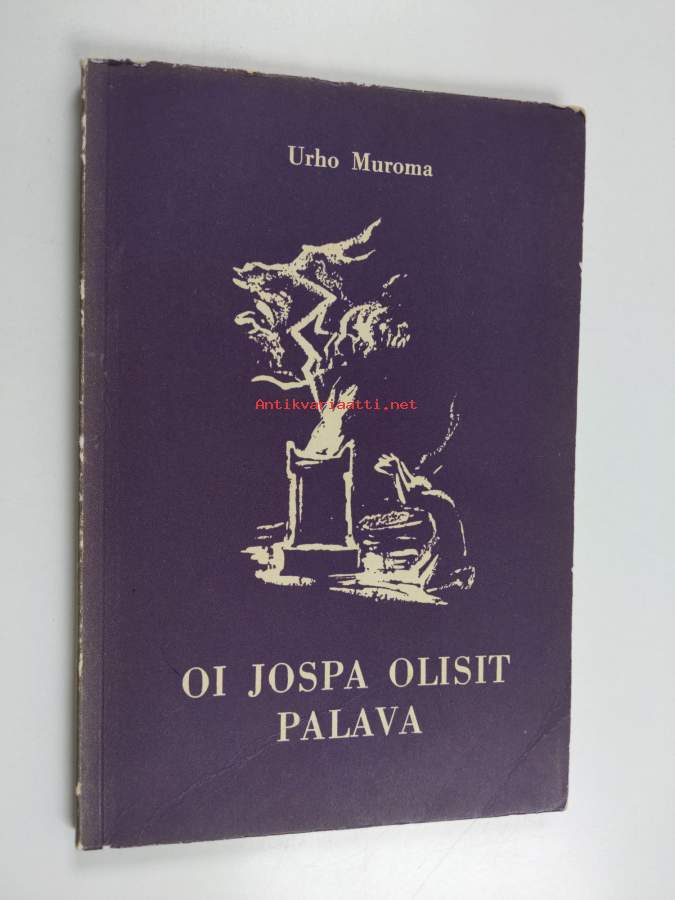 Urho Muroma
Antikvariaatti.net
OI JOSPA OLISIT
PALAVA